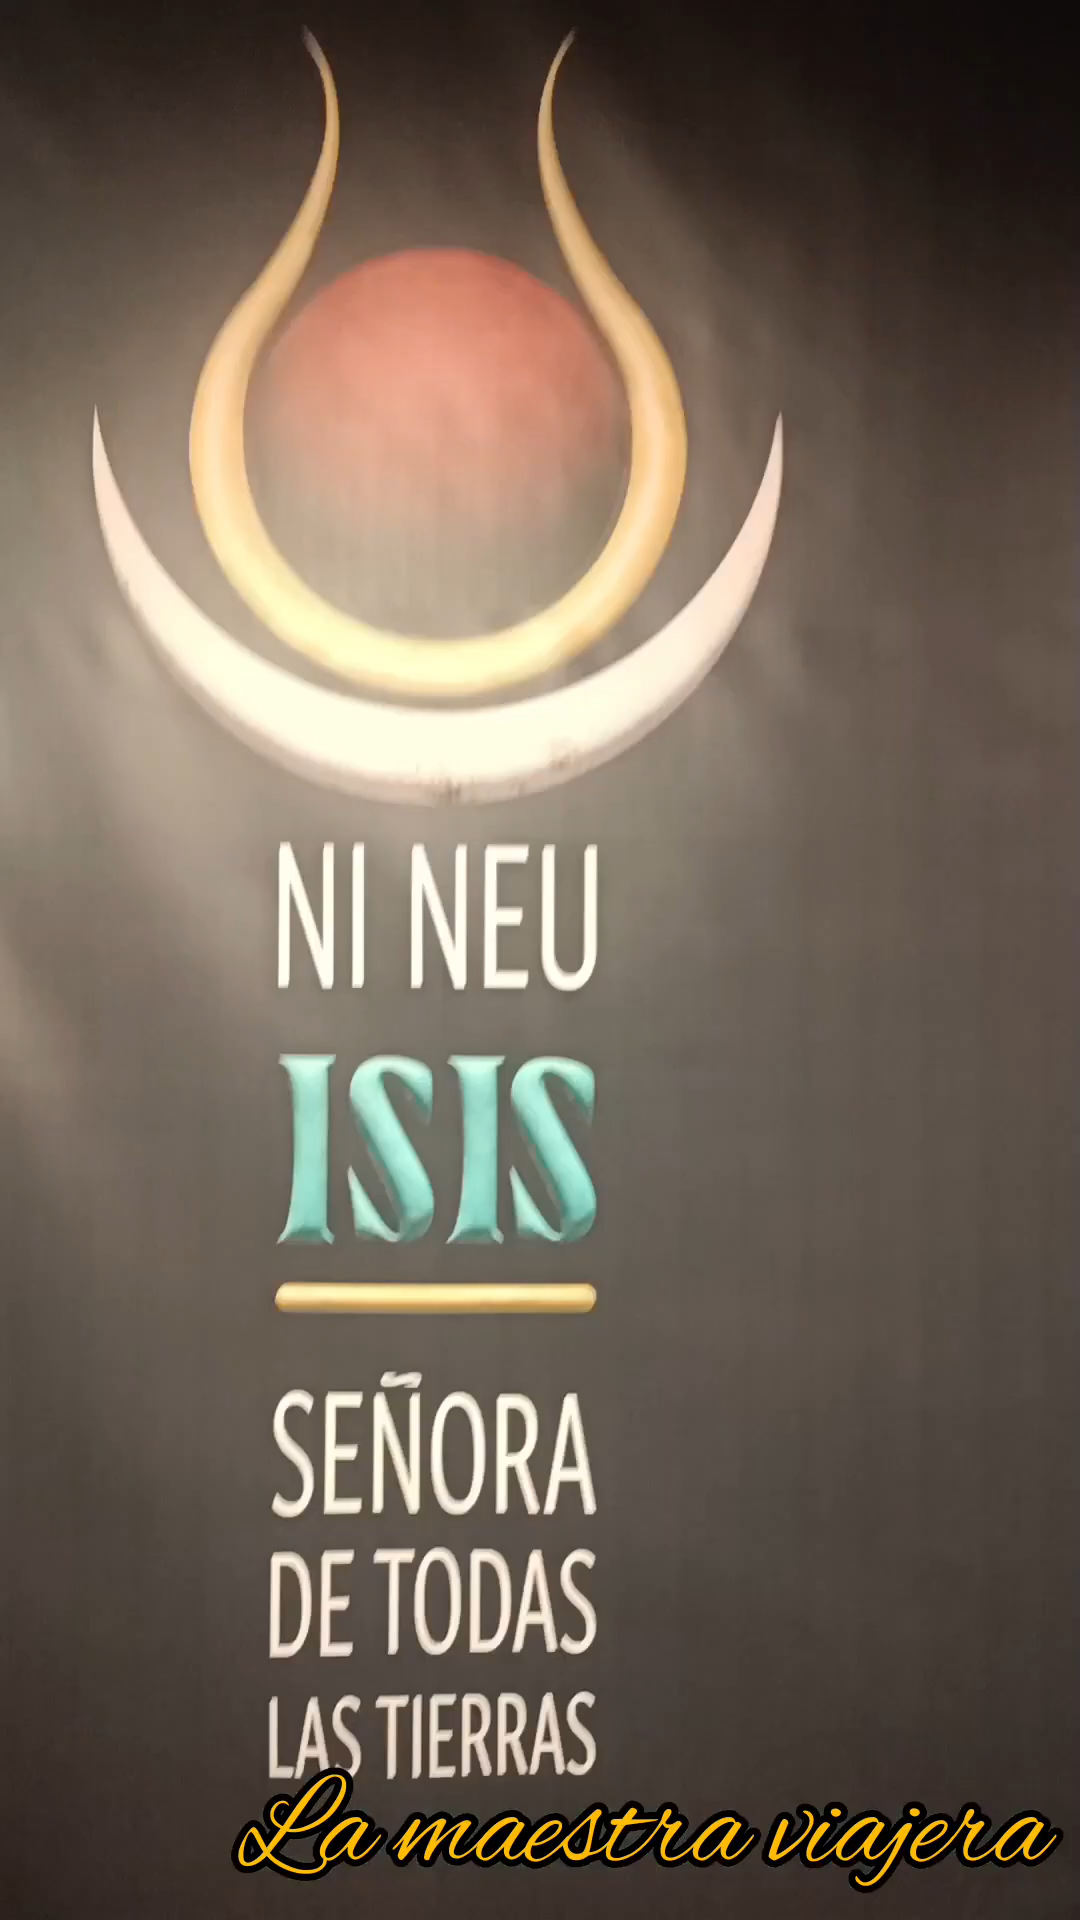 NI NEU
ISIS
SEÑORA
DE TODAS
LAS TIERRAS
La maestra viajera